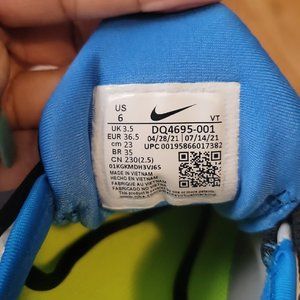 US
6
VT
UK 3.5
EUR 36.5
cm 23
BR 35
CN 230(2.5)
DQ4695-001
04/28/21 07/14/21
UPC 00195866017382
01KGKMDH3VJ65
MADE IN VIETNAM
FABRIQUÉ AU VIETNAM
HECHO EN VIETNAM
FABRICADO NO VIETNAM